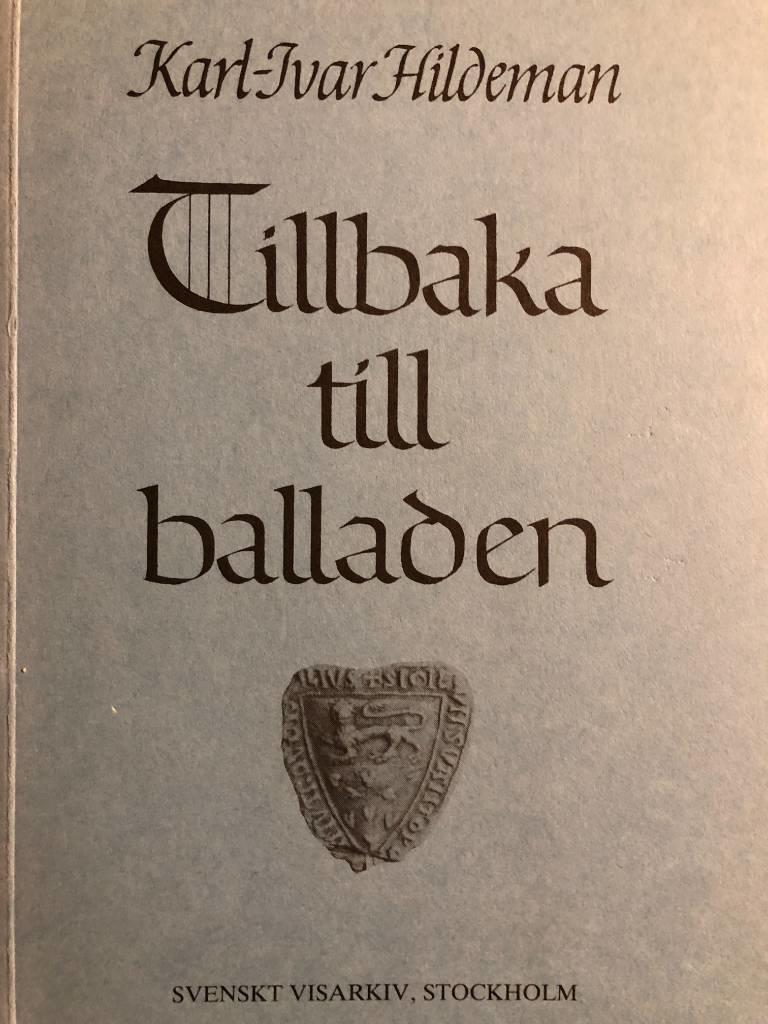 Karl-Ivar Hildeman
Tillbaka
till
balladen
SVENSKT VISARKIV, STOCKHOLM